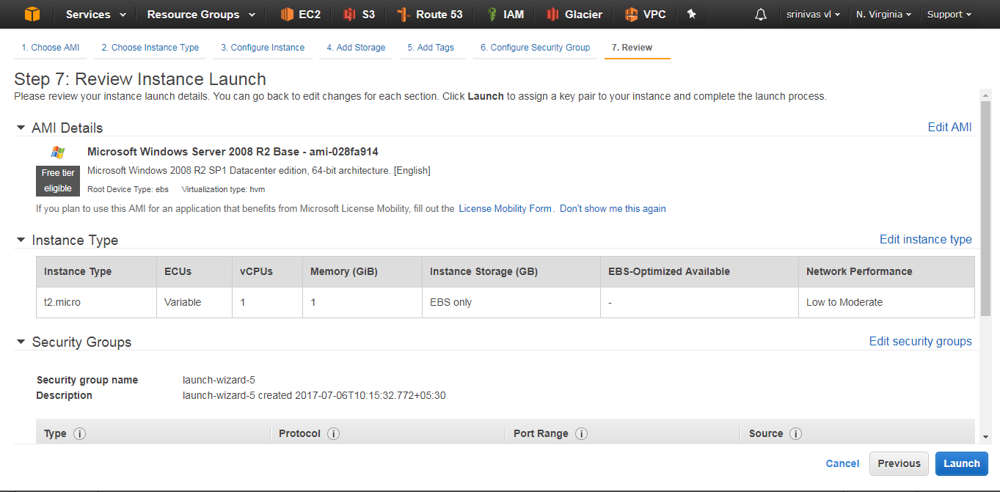 Services Resource Groups EC2 S3 Route 53 IAM Glacier VPC srinivas vl N. Virginia Support
1. Choose AMI 2. Choose Instance Type 3. Configure Instance 4. Add Storage 5. Add Tags 6. Configure Security Group 7. Review
Step 7: Review Instance Launch
Please review your instance launch details. You can go back to edit changes for each section. Click Launch to assign a key pair to your instance and complete the launch process.
AMI Details Edit AMI
Microsoft Windows Server 2008 R2 Base - ami-028fa914
Free tier eligible
Microsoft Windows 2008 R2 SP1 Datacenter edition, 64-bit architecture. [English]
Root Device Type: ebs Virtualization type: hvm
If you plan to use this AMI for an application that benefits from Microsoft License Mobility, fill out the License Mobility Form. Don't show me this again
Instance Type Edit instance type
Instance Type ECUs vCPUs Memory (GiB) Instance Storage (GB) EBS-Optimized Available Network Performance
t2.micro Variable 1 1 EBS only - Low to Moderate
Security Groups Edit security groups
Security group name launch-wizard-5
Description launch-wizard-5 created 2017-07-06T10:15:32.772+05:30
Type i Protocol i Port Range i Source i
Cancel Previous Launch